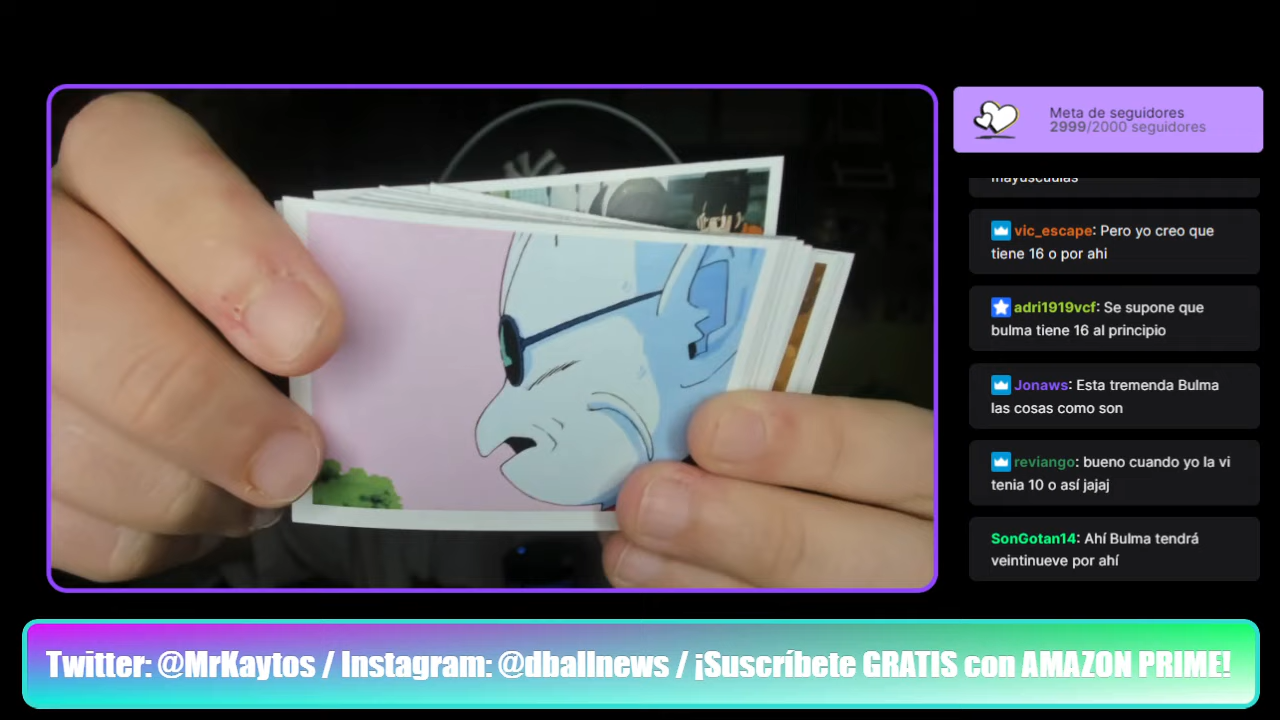 Meta de seguidores
2999/2000 seguidores
mayusculas
vic_escape: Pero yo creo que
tiene 16 o por ahi
adri1919vcf: Se supone que
bulma tiene 16 al principio
Jonaws: Esta tremenda Bulma
las cosas como son
reviango: bueno cuando yo la vi
tenia 10 o así jajaj
SonGotan14: Ahí Bulma tendrá
veintinueve por ahí
Twitter: @MrKaytos / Instagram: @dballnews / ¡Suscríbete GRATIS con AMAZON PRIME!